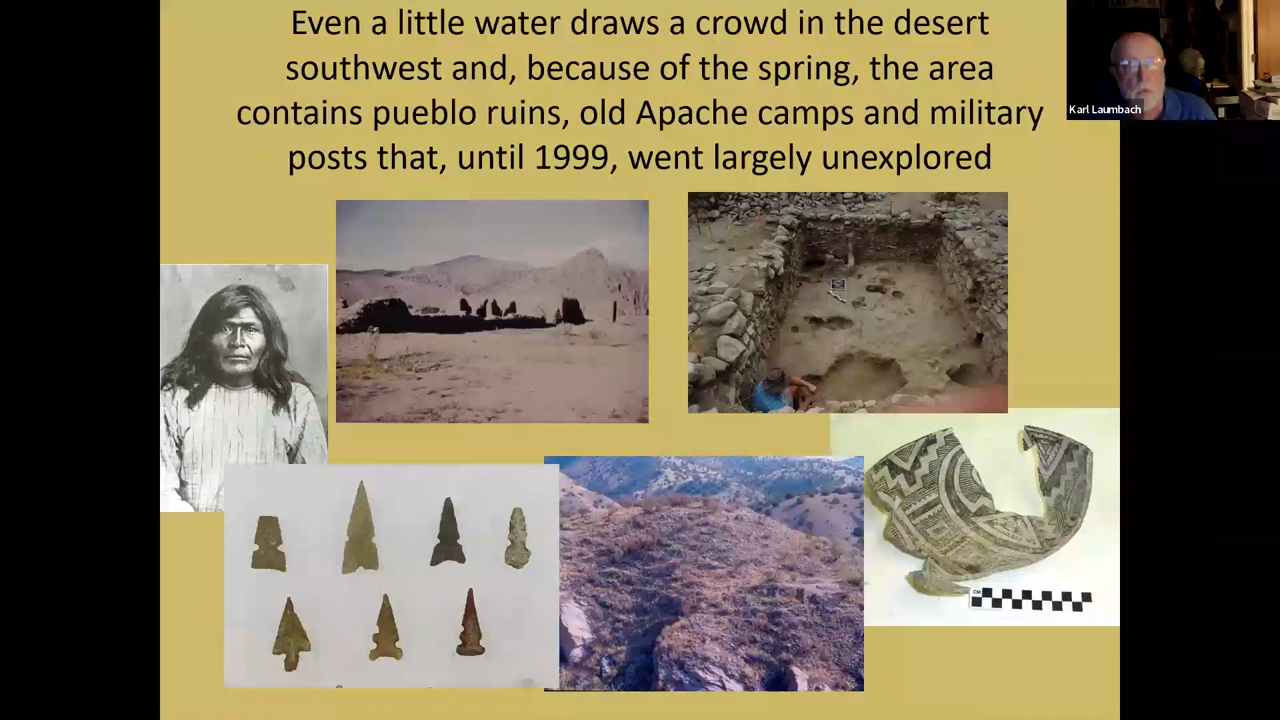 Even a little water draws a crowd in the desert
southwest and, because of the spring, the area
contains pueblo ruins, old Apache camps and military
posts that, until 1999, went largely unexplored
Karl Laumbach
CM